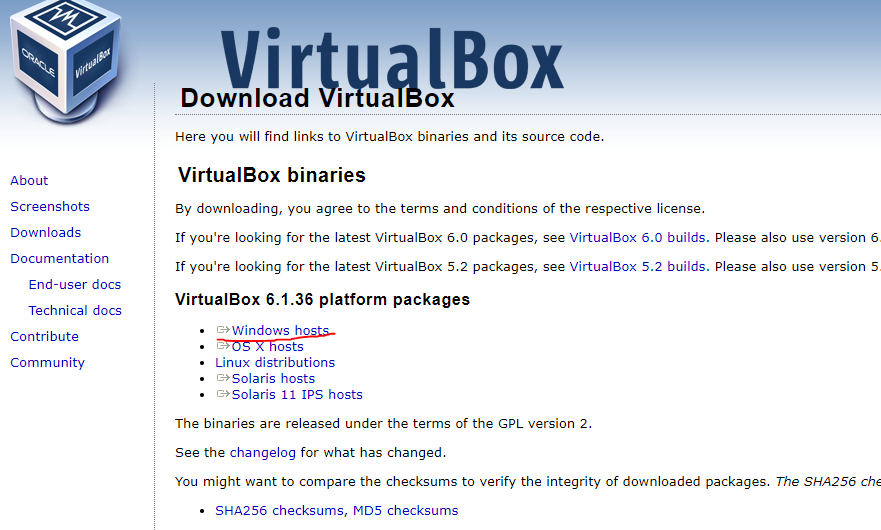 ORACLE
VirtualBox
VirtualBox
Download VirtualBox
Here you will find links to VirtualBox binaries and its source code.
About
Screenshots
Downloads
Documentation
End-user docs
Technical docs
Contribute
Community
VirtualBox binaries
By downloading, you agree to the terms and conditions of the respective license.
If you're looking for the latest VirtualBox 6.0 packages, see VirtualBox 6.0 builds. Please also use version 6.
If you're looking for the latest VirtualBox 5.2 packages, see VirtualBox 5.2 builds. Please also use version 5.
VirtualBox 6.1.36 platform packages
Windows hosts
OS X hosts
Linux distributions
Solaris hosts
Solaris 11 IPS hosts
The binaries are released under the terms of the GPL version 2.
See the changelog for what has changed.
You might want to compare the checksums to verify the integrity of downloaded packages. The SHA256 che
SHA256 checksums, MD5 checksums